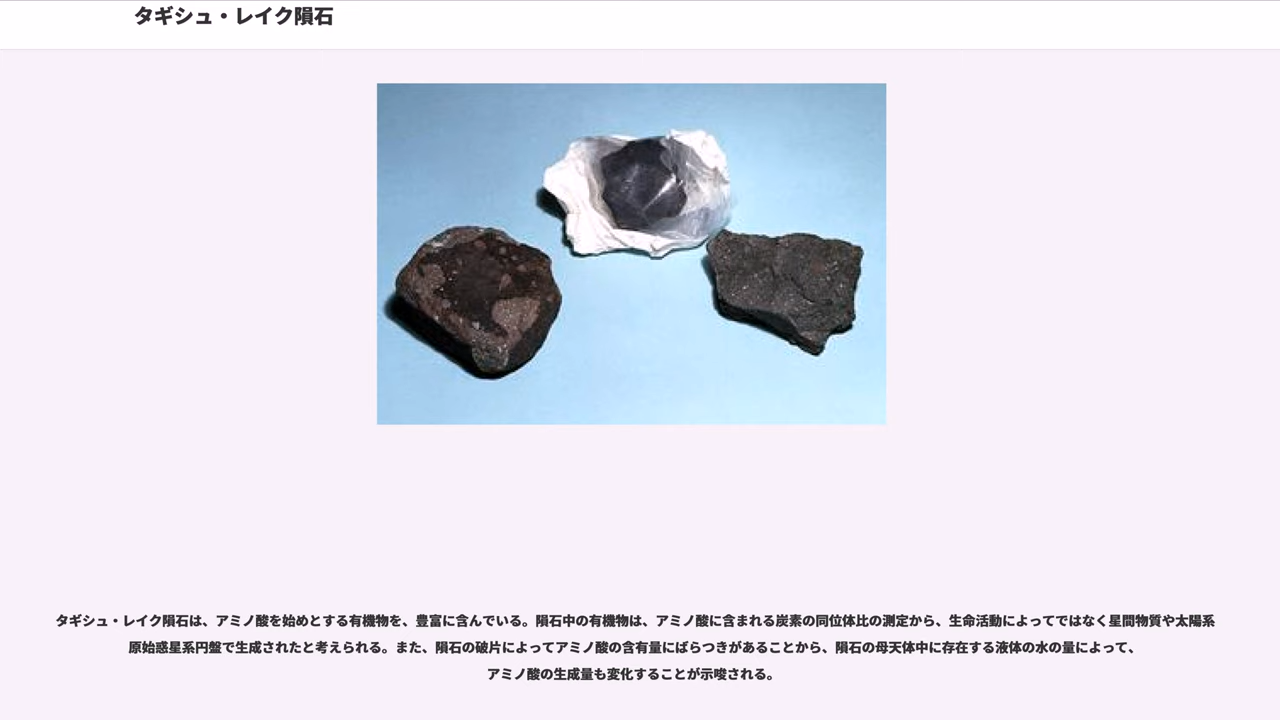 タギシュ・レイク隕石
タギシュ・レイク隕石は、アミノ酸を始めとする有機物を、豊富に含んでいる。隕石中の有機物は、アミノ酸に含まれる炭素の同位体比の測定から、生命活動によってではなく星間物質や太陽系
原始惑星系円盤で生成されたと考えられる。また、隕石の破片によってアミノ酸の含有量にばらつきがあることから、隕石の母天体中に存在する液体の水の量によって、
アミノ酸の生成量も変化することが示唆される。